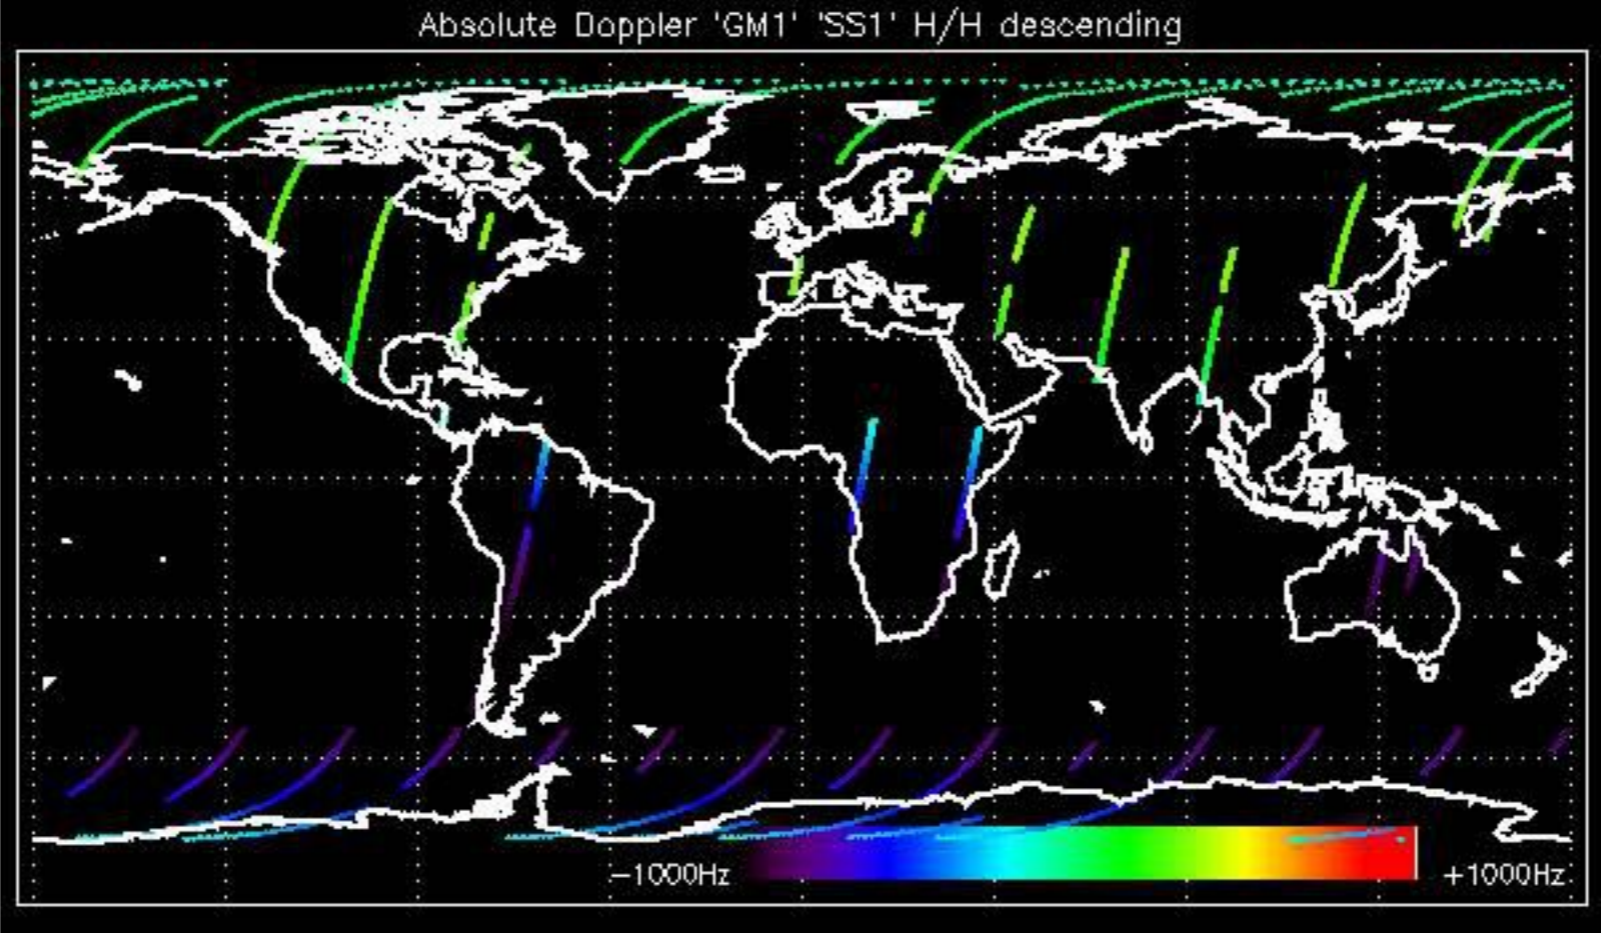 Absolute Doppler 'GM1' 'SS1' H/H descending
−1000Hz
+1000Hz